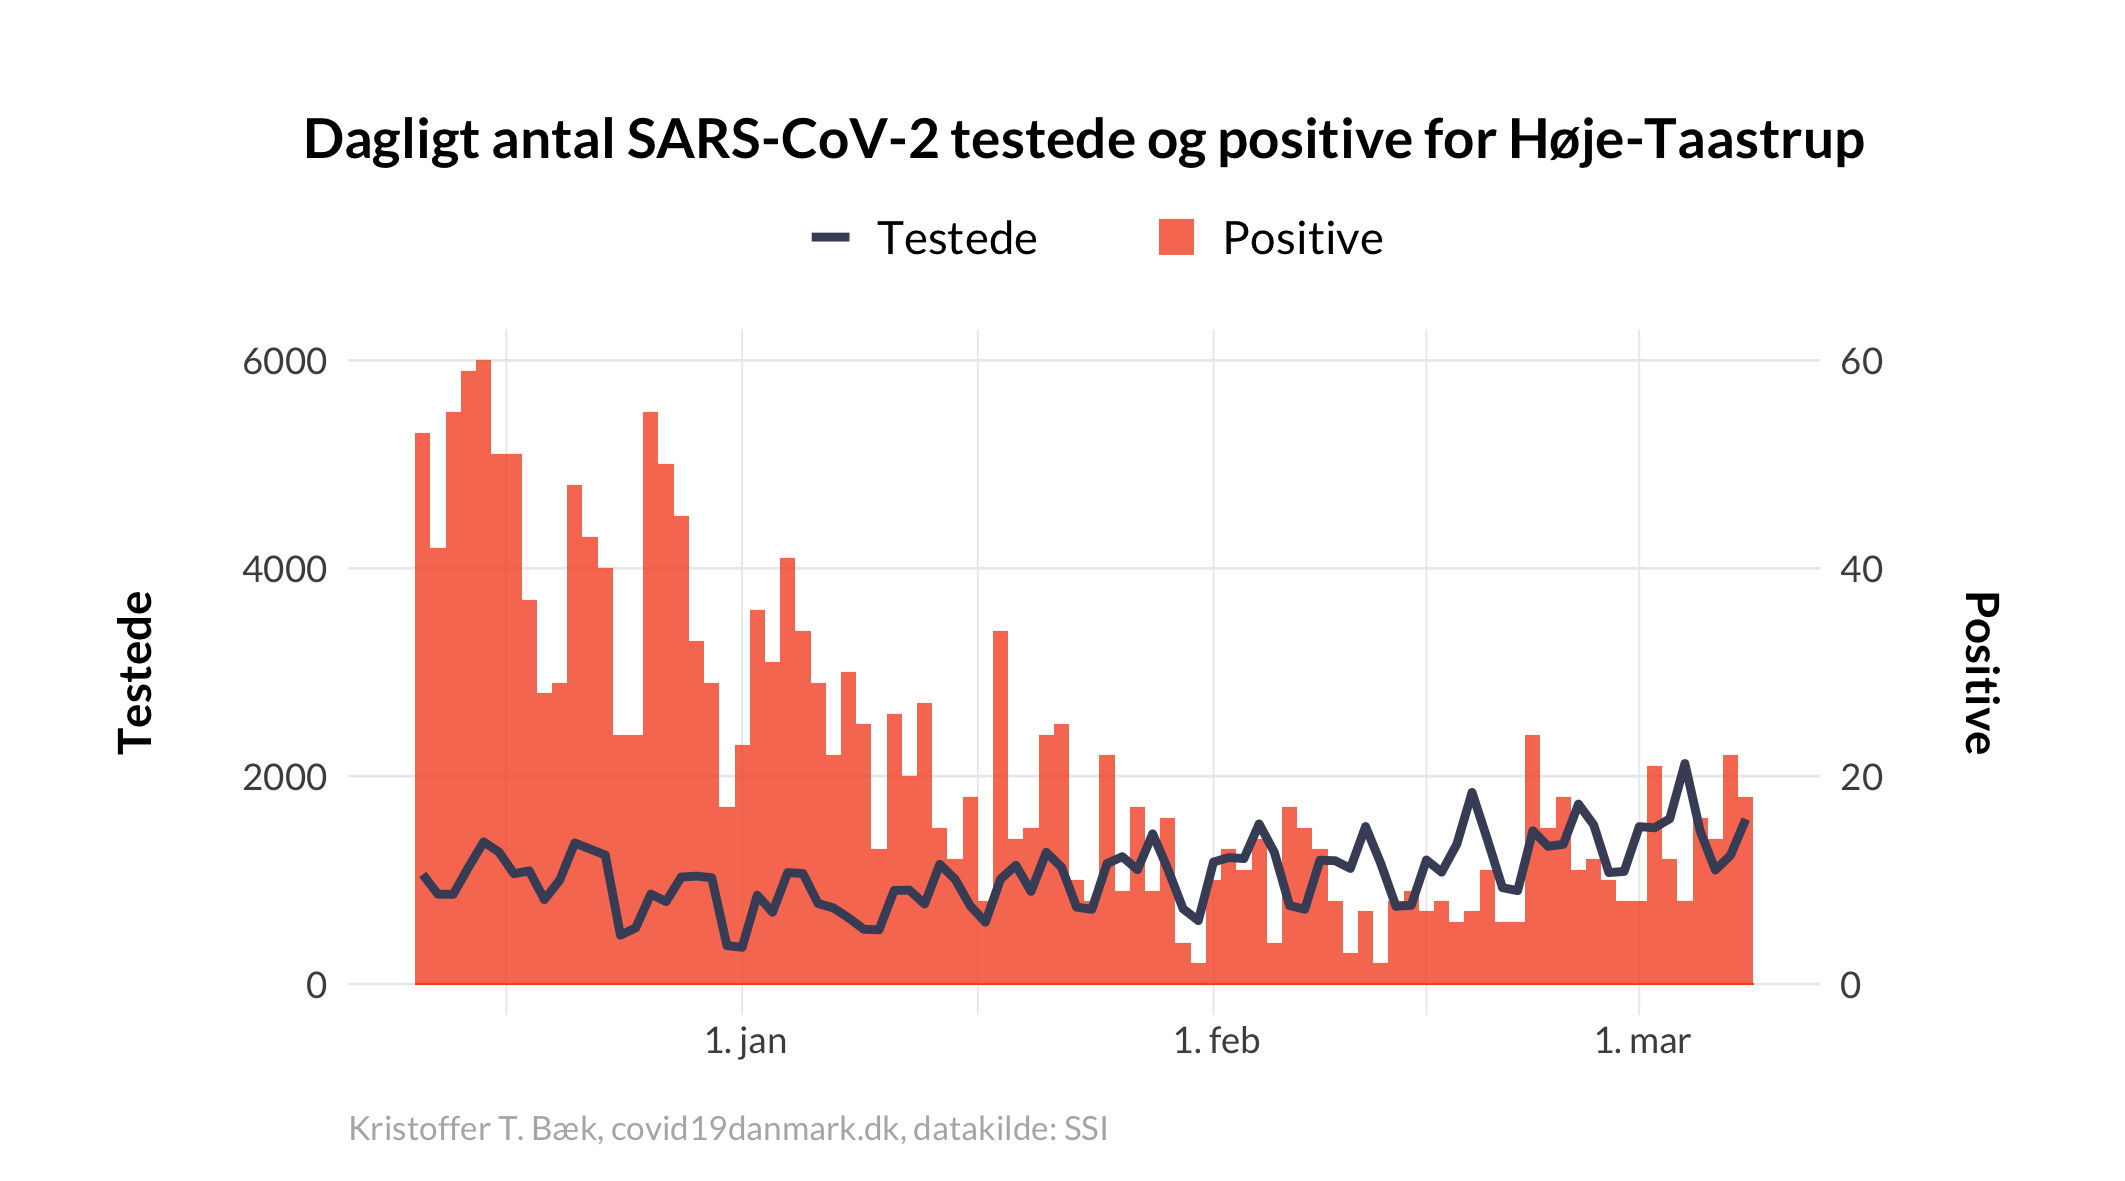 Dagligt antal SARS-CoV-2 testede og positive for Høje-Taastrup
Testede
Positive
6000
4000
2000
0
60
40
20
0
Testede
Positive
1. jan
1. feb
1. mar
Kristoffer T. Bæk, covid19danmark.dk, datakilde: SSI